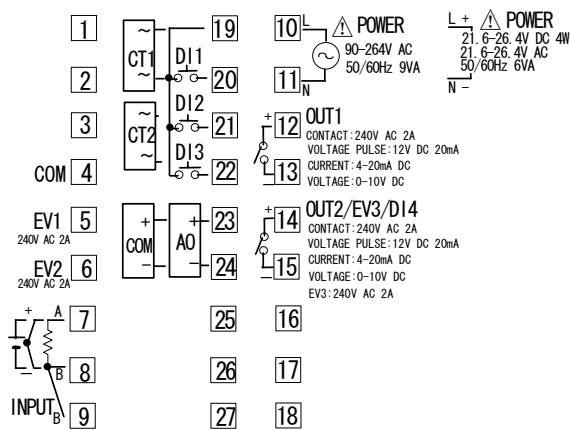 1 ~ 19 10 L ⚠ POWER L + ⚠ POWER
CT1 DI1 90-264V AC 21.6-26.4V DC 4W
50/60Hz 9VA 21.6-26.4V AC
2 ~ 20 11 N 50/60Hz 6VA
N -
DI2
3 ~ 21 + 12 OUT1
CT2 CONTACT:240V AC 2A
VOLTAGE PULSE:12V DC 20mA
~ DI3 CURRENT:4-20mA DC
COM 4 22 - 13 VOLTAGE:0-10V DC
EV1 5 + + 23 + 14 OUT2/EV3/DI4
240V AC 2A CONTACT:240V AC 2A
COM AO VOLTAGE PULSE:12V DC 20mA
EV2 6 - - 24 - 15 CURRENT:4-20mA DC
240V AC 2A VOLTAGE:0-10V DC
EV3:240V AC 2A
+ A 7 25 16
- B 8 26 17
INPUT B 9 27 18